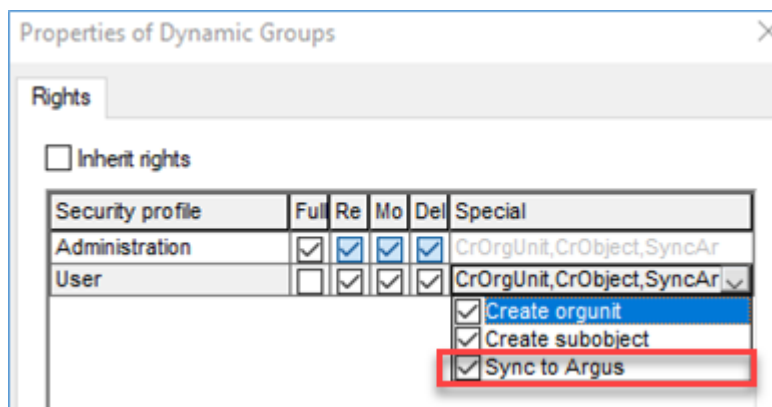 Properties of Dynamic Groups
Rights
Inherit rights
Security profile Full Re Mo Del Special
Administration CrOrgUnit,CrObject,SyncAr
User CrOrgUnit,CrObject,SyncAr
Create orgunit
Create subobject
Sync to Argus